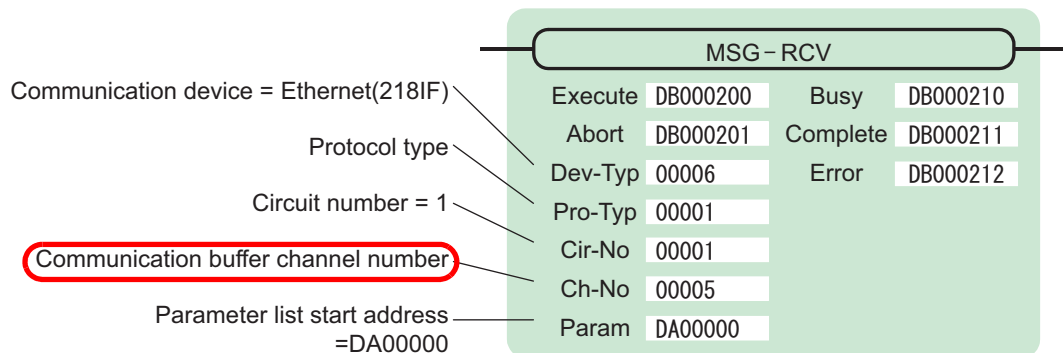 MSG-RCV
Communication device = Ethernet(218IF)
Protocol type
Circuit number = 1
Communication buffer channel number
Parameter list start address
=DA00000
Execute DB000200 Busy DB000210
Abort DB000201 Complete DB000211
Dev-Typ 00006 Error DB000212
Pro-Typ 00001
Cir-No 00001
Ch-No 00005
Param DA00000